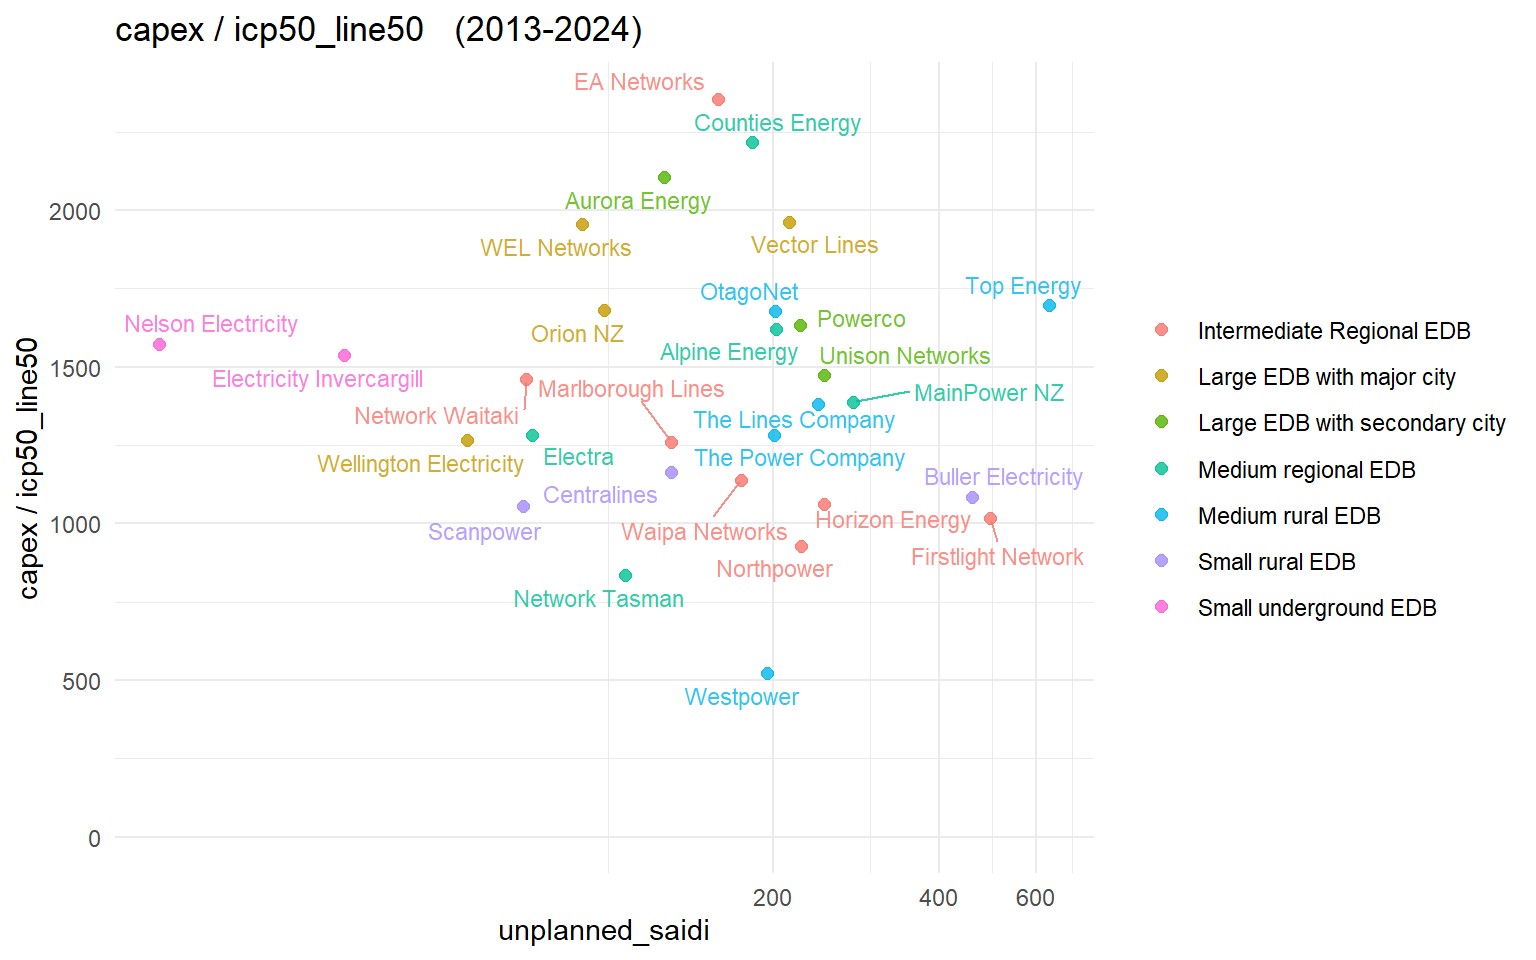 capex / icp50_line50   (2013-2024)
EA Networks
Counties Energy
Aurora Energy
2000
WEL Networks
Vector Lines
OtagoNet
Top Energy
Nelson Electricity
Powerco
Orion NZ
Alpine Energy
Unison Networks
1500
Electricity Invercargill
Marlborough Lines
MainPower NZ
Network Waitaki
The Lines Company
Wellington Electricity
Electra
The Power Company
Buller Electricity
Centralines
1000
Scanpower
Waipa Networks
Horizon Energy
Firstlight Network
Northpower
Network Tasman
500
Westpower
0
200
400
600
unplanned_saidi
capex / icp50_line50
Intermediate Regional EDB
Large EDB with major city
Large EDB with secondary city
Medium regional EDB
Medium rural EDB
Small rural EDB
Small underground EDB